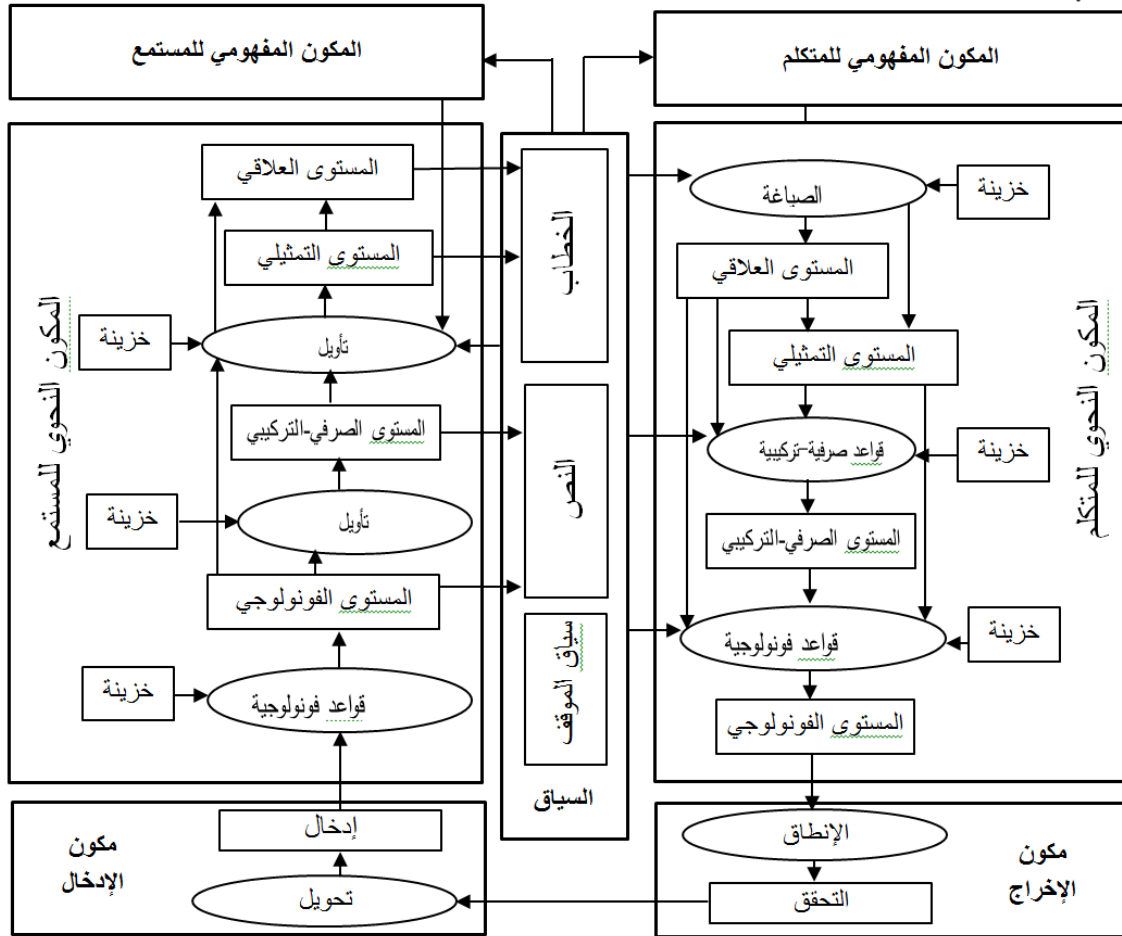 المكون المفهومي للمتكلم
المكون المفهومي للمستمع
المكون النحوي للمتكلم
الصباغة
خزينة
المستوى العلاقي
المستوى التمثيلي
قواعد صرفية-تركيبية
خزينة
المستوى الصرفي-التركيبي
قواعد فونولوجية
خزينة
المستوى الفونولوجي
الخطاب
النص
سياق الموقف
السياق
المستوى العلاقي
المستوى التمثيلي
تأويل
خزينة
المستوى الصرفي-التركيبي
تأويل
خزينة
المستوى الفونولوجي
قواعد فونولوجية
خزينة
المكون النحوي للمستمع
مكون
الإخراج
الإنطاق
التحقق
إدخال
تحويل
مكون
الإدخال